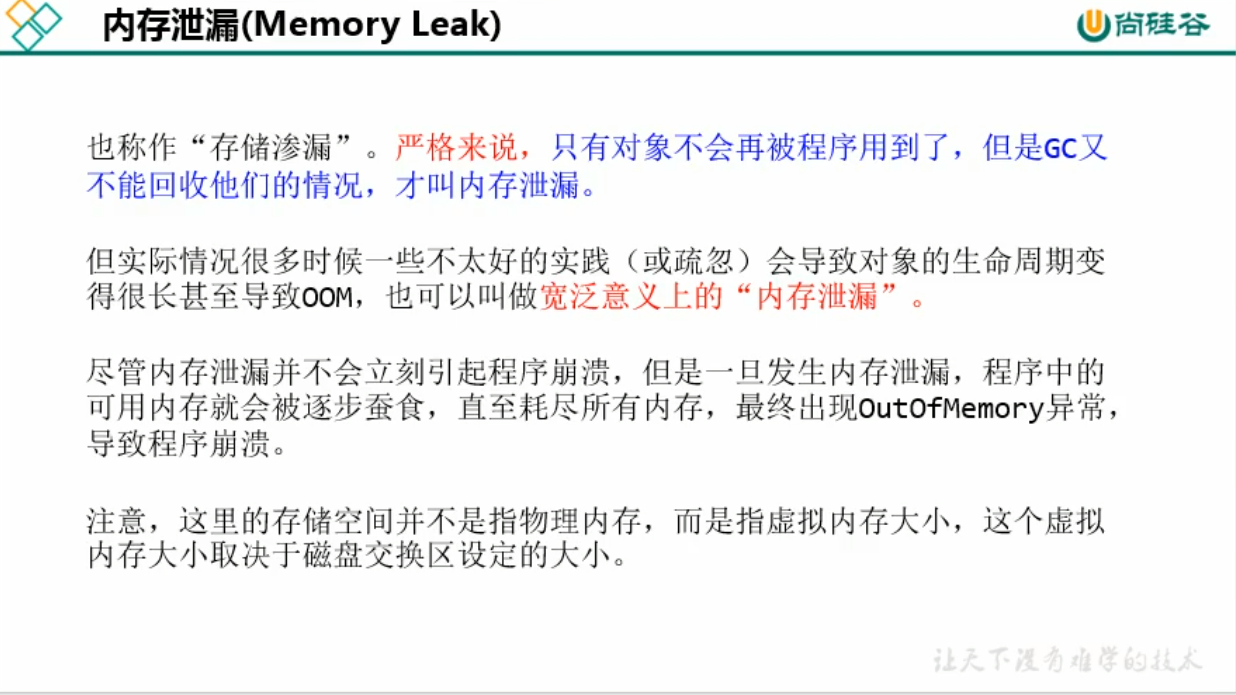 内存泄漏(Memory Leak)
尚硅谷
也称作“存储渗漏”。严格来说，只有对象不会再被程序用到了，但是GC又
不能回收他们的情况，才叫内存泄漏。
但实际情况很多时候一些不太好的实践（或疏忽）会导致对象的生命周期变
得很长甚至导致OOM，也可以叫做宽泛意义上的“内存泄漏”。
尽管内存泄漏并不会立刻引起程序崩溃，但是一旦发生内存泄漏，程序中的
可用内存就会被逐步蚕食，直至耗尽所有内存，最终出现OutOfMemory异常，
导致程序崩溃。
注意，这里的存储空间并不是指物理内存，而是指虚拟内存大小，这个虚拟
内存大小取决于磁盘交换区设定的大小。
让天下没有难学的技术